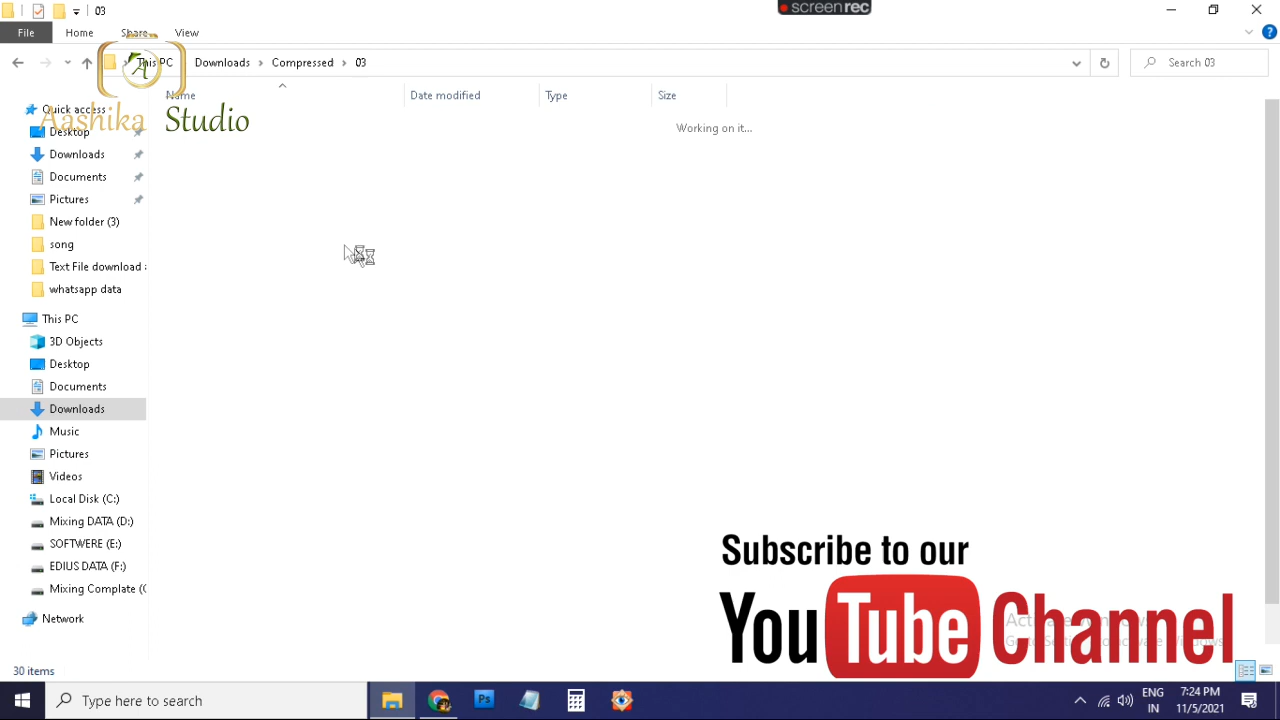 03
screenrec
File
Home
Share
View
This PC
Downloads
Compressed
03
Search 03
Aashika Studio
Name
Date modified
Type
Size
Working on it...
Quick access
Desktop
Downloads
Documents
Pictures
New folder (3)
song
Text File download
whatsapp data
This PC
3D Objects
Desktop
Documents
Downloads
Music
Pictures
Videos
Local Disk (C:)
Mixing DATA (D:)
SOFTWERE (E:)
EDIUS DATA (F:)
Mixing Complate (
Network
Subscribe to our
YouTube Channel
30 items
Type here to search
Ps
ENG
IN
7:24 PM
11/5/2021